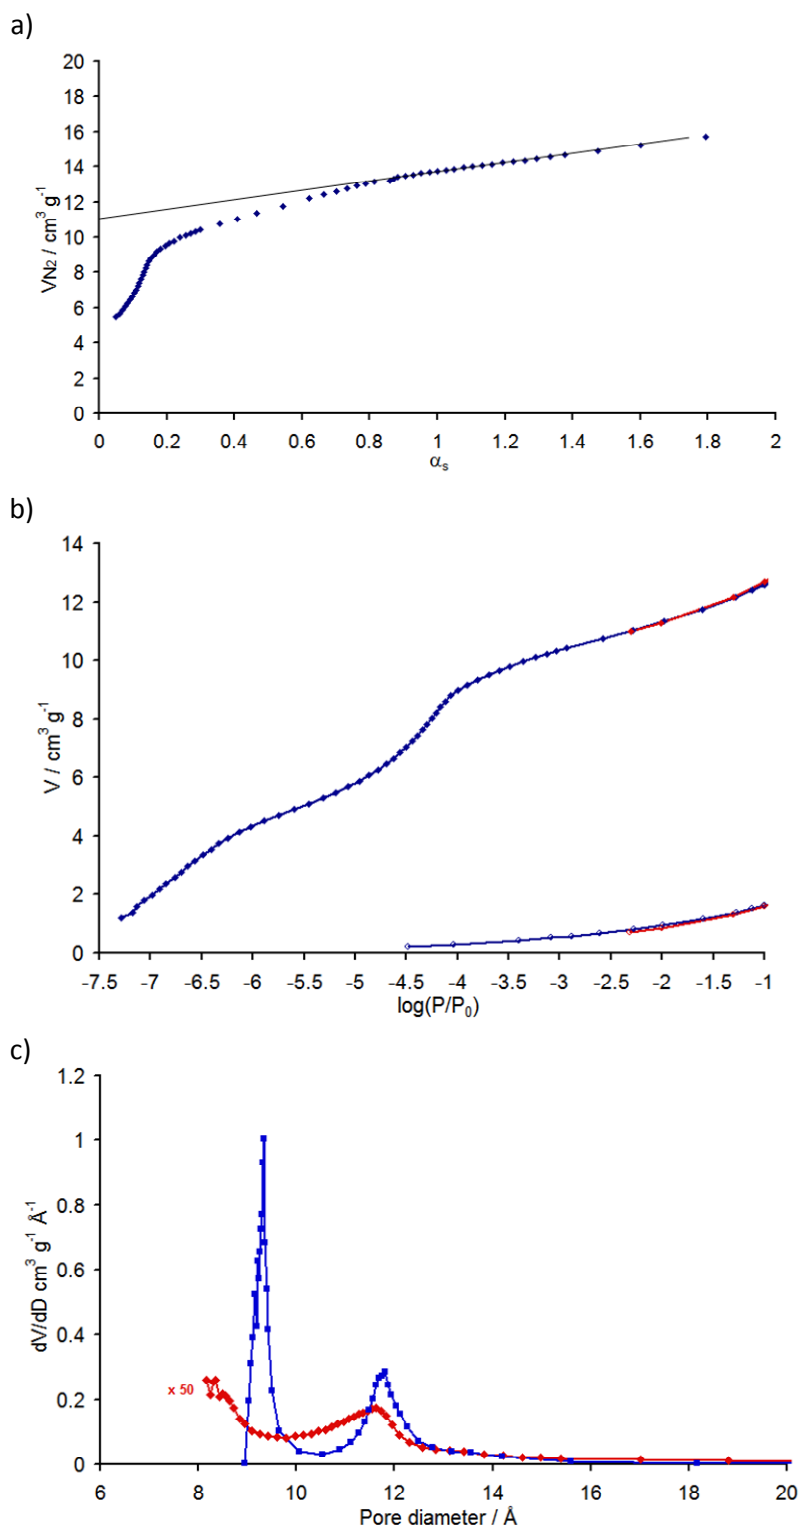 a)
20
18
16
14
12
10
8
6
4
2
0
VN2 / cm3 g-1
0 0.2 0.4 0.6 0.8 1 1.2 1.4 1.6 1.8 2
αs
b)
14
12
10
8
6
4
2
0
V / cm3 g-1
-7.5 -7 -6.5 -6 -5.5 -5 -4.5 -4 -3.5 -3 -2.5 -2 -1.5 -1
log(P/P0)
c)
1.2
1
0.8
0.6
0.4
0.2
0
dV/dD cm3 g-1 Å-1
x 50
6 8 10 12 14 16 18 20
Pore diameter / Å